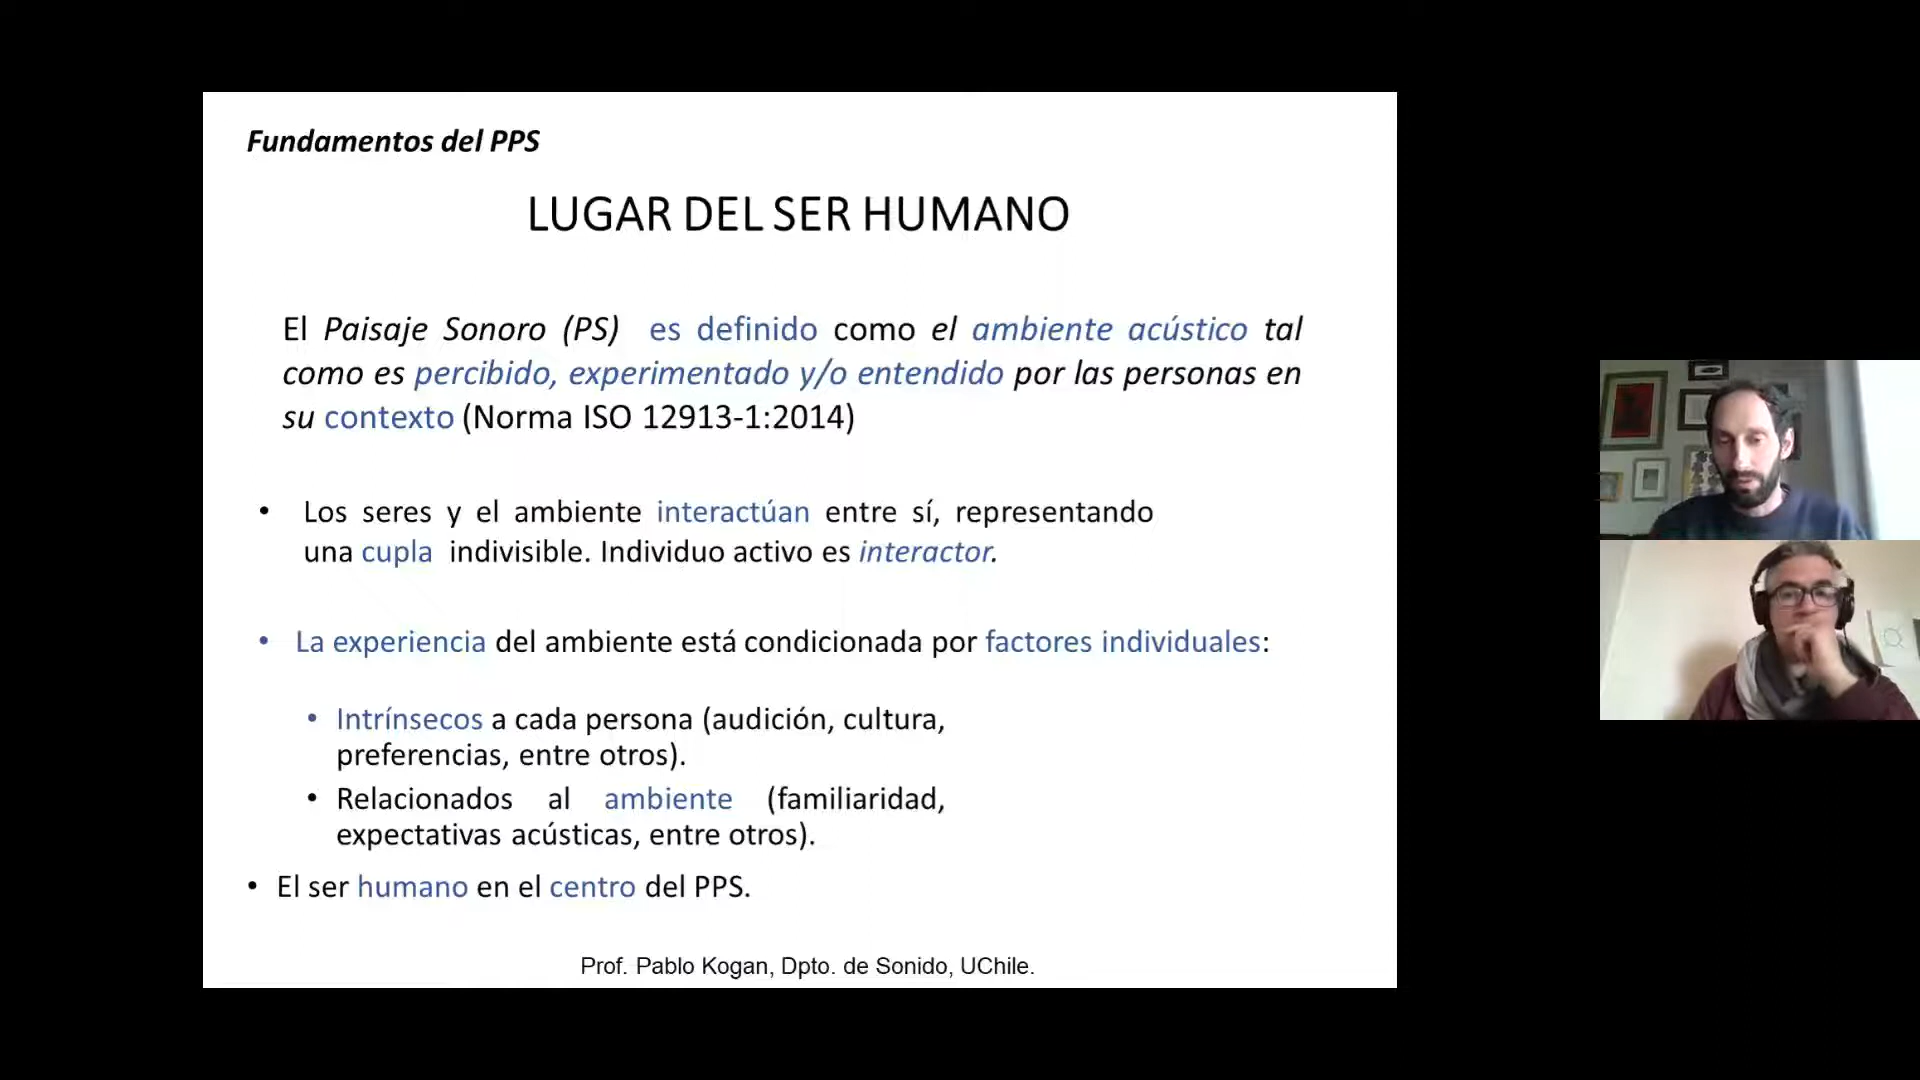 Fundamentos del PPS
LUGAR DEL SER HUMANO
El Paisaje Sonoro (PS) es definido como el ambiente acústico tal
como es percibido, experimentado y/o entendido por las personas en
su contexto (Norma ISO 12913-1:2014)
• Los seres y el ambiente interactúan entre sí, representando
una cupla indivisible. Individuo activo es interactor.
• La experiencia del ambiente está condicionada por factores individuales:
• Intrínsecos a cada persona (audición, cultura,
preferencias, entre otros).
• Relacionados al ambiente (familiaridad,
expectativas acústicas, entre otros).
• El ser humano en el centro del PPS.
Prof. Pablo Kogan, Dpto. de Sonido, UChile.